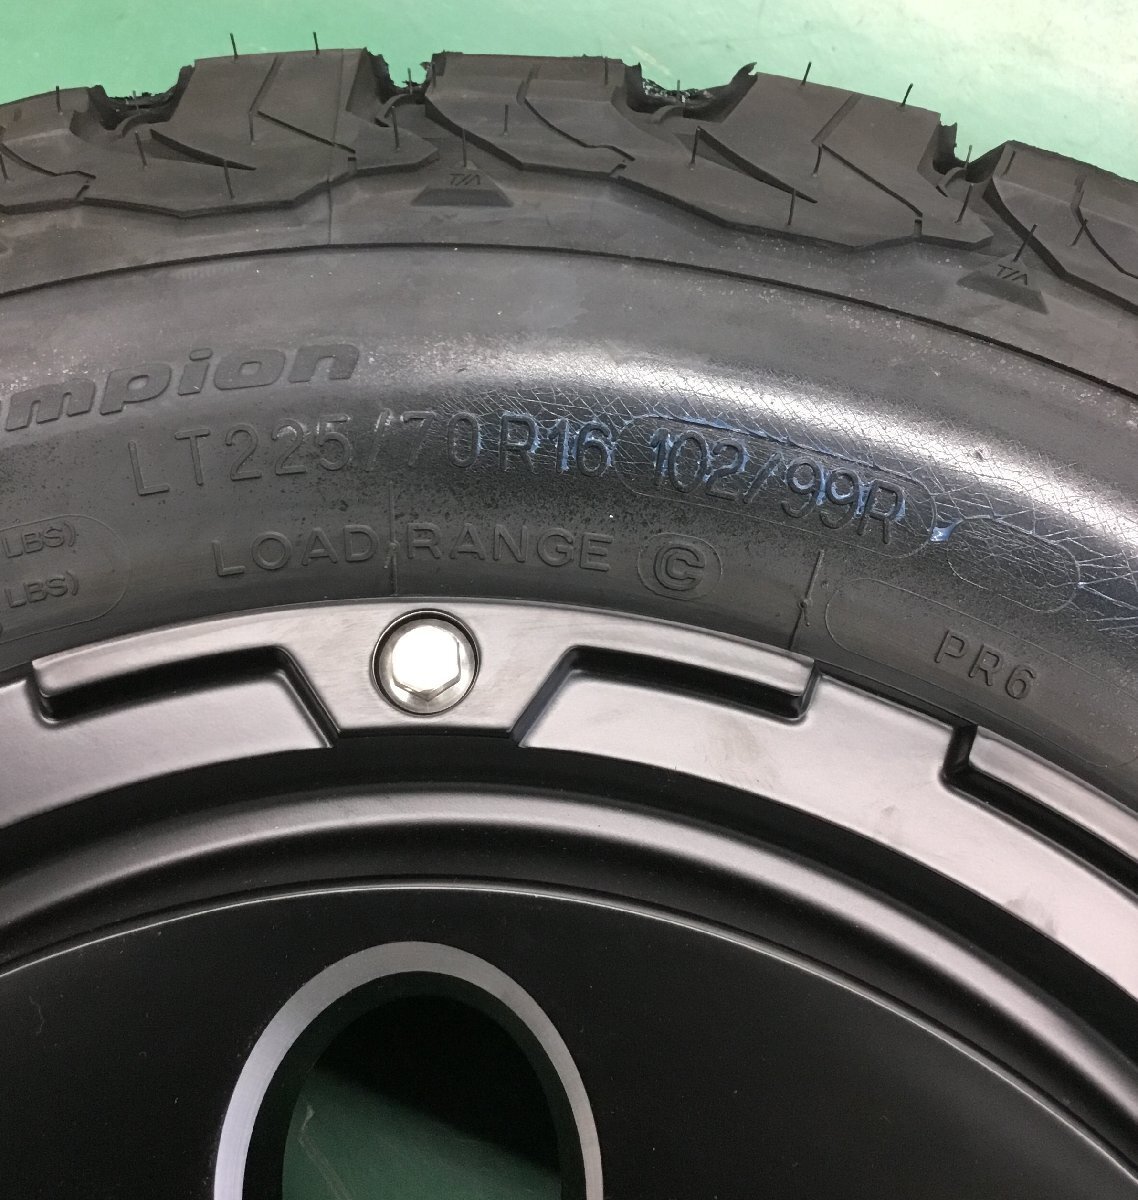 T/A
T/A
mpion
LT225/70R16 102/99R
LBS)
LBS)
LOAD RANGE C
PR6